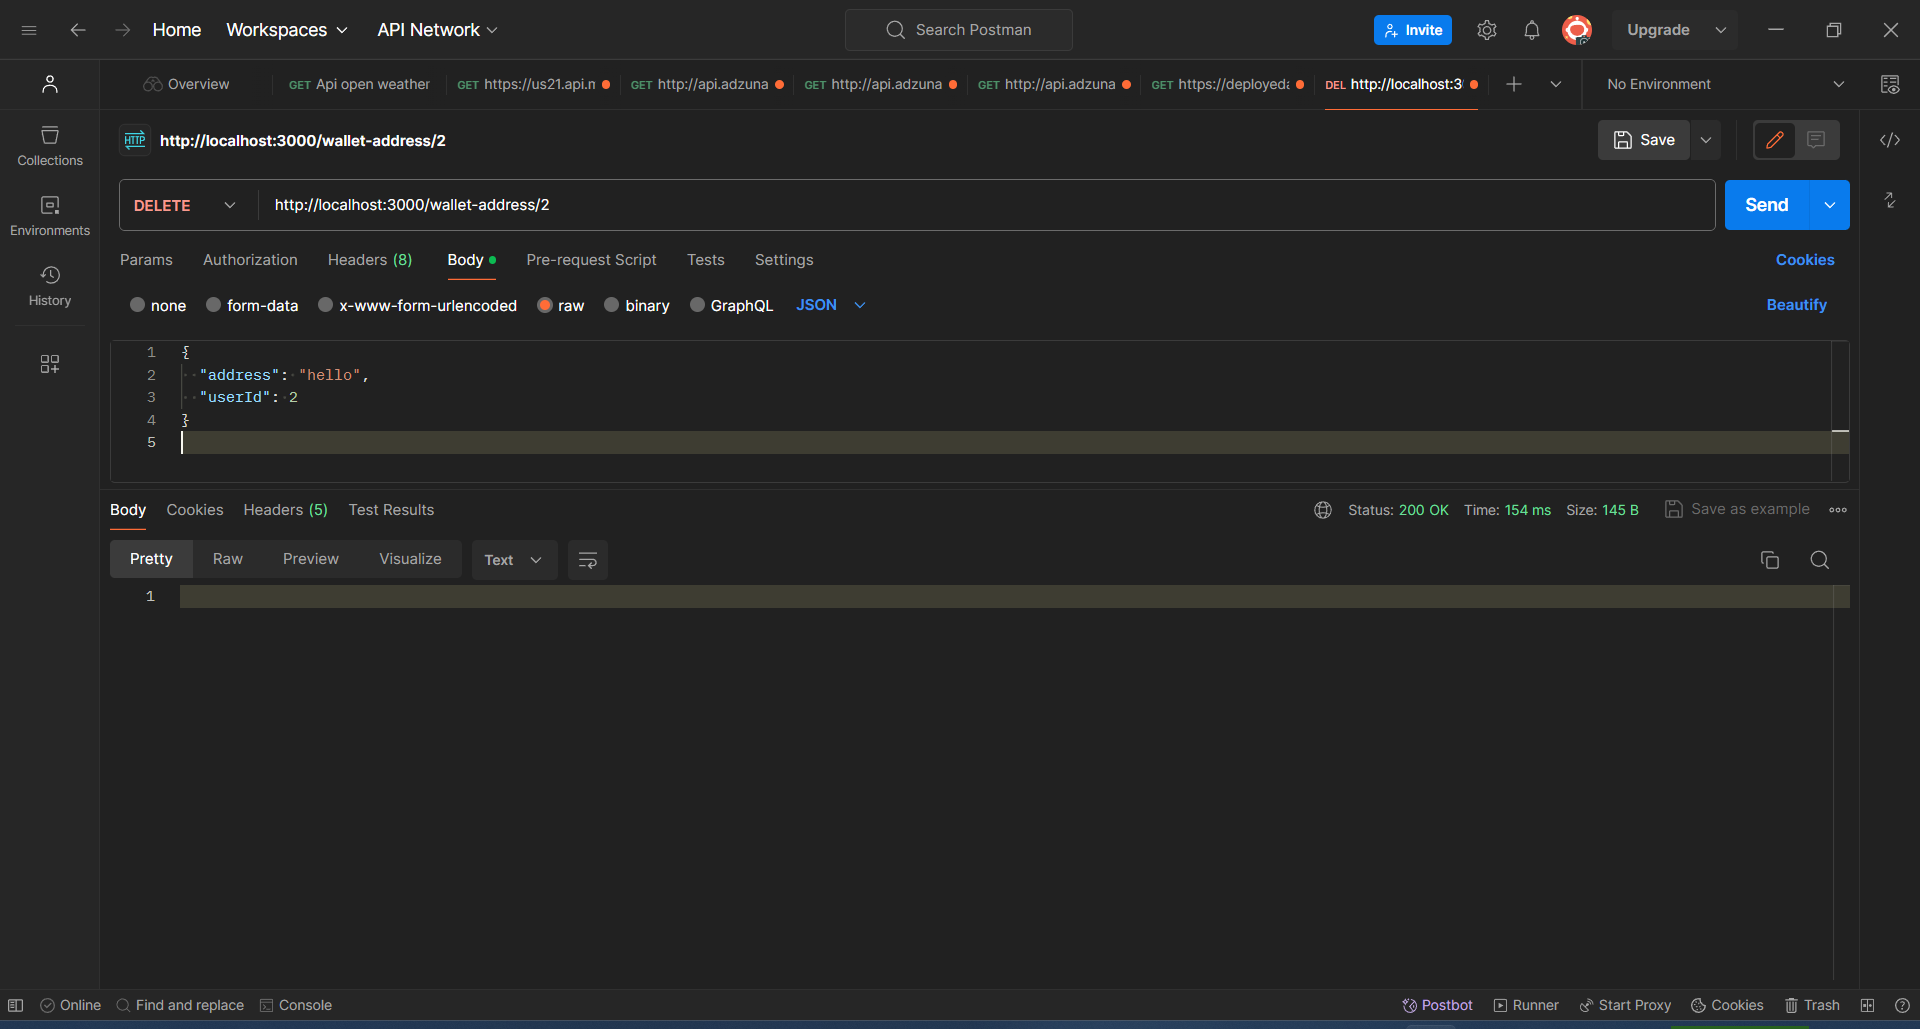 Home Workspaces API Network Search Postman Invite Upgrade
Overview GET Api open weather GET https://us21.api.m GET http://api.adzuna GET http://api.adzuna GET http://api.adzuna GET https://deployeda DEL http://localhost:3 No Environment
HTTP http://localhost:3000/wallet-address/2 Save
Collections
Environments
History
DELETE http://localhost:3000/wallet-address/2 Send
Params Authorization Headers (8) Body Pre-request Script Tests Settings Cookies
none form-data x-www-form-urlencoded raw binary GraphQL JSON Beautify
1 {
2 "address": "hello",
3 "userId": 2
4 }
5
Body Cookies Headers (5) Test Results Status: 200 OK Time: 154 ms Size: 145 B Save as example
Pretty Raw Preview Visualize Text
1
Online Find and replace Console Postbot Runner Start Proxy Cookies Trash